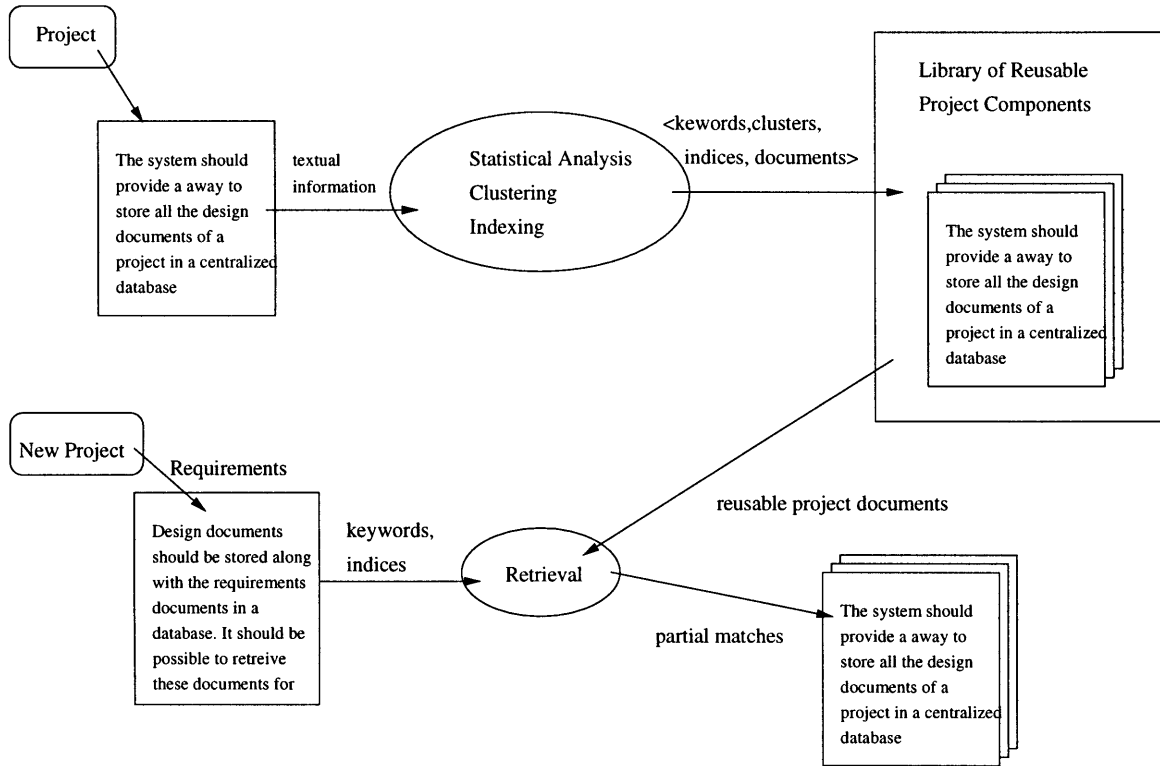 Project
The system should
provide a away to
store all the design
documents of a
project in a centralized
database
textual
information
Statistical Analysis
Clustering
Indexing
<kewords,clusters,
indices, documents>
Library of Reusable
Project Components
The system should
provide a away to
store all the design
documents of a
project in a centralized
database
New Project
Requirements
Design documents
should be stored along
with the requirements
documents in a
database. It should be
possible to retreive
these documents for
keywords,
indices
Retrieval
reusable project documents
partial matches
The system should
provide a away to
store all the design
documents of a
project in a centralized
database